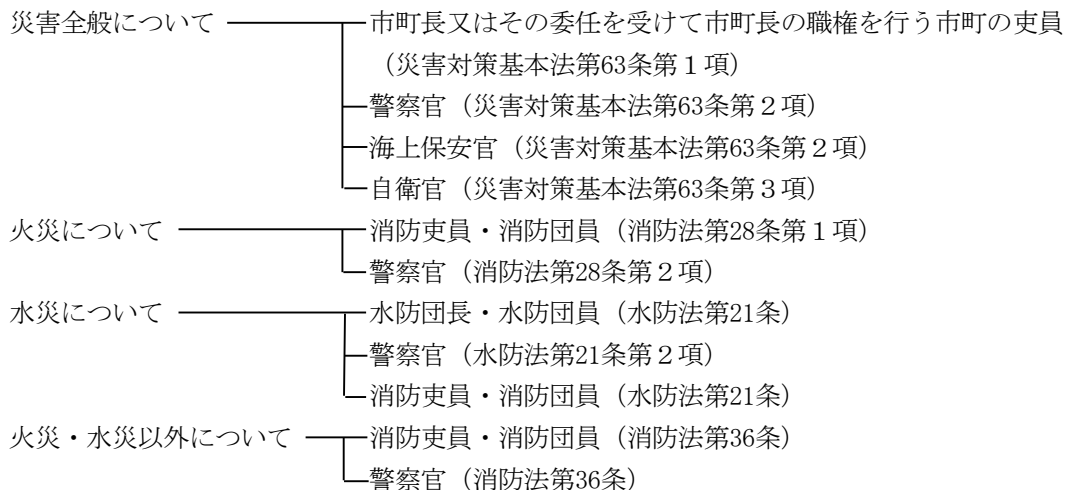 災害全般について 市町長又はその委任を受けて市町長の職権を行う市町の吏員
（災害対策基本法第63条第１項）
警察官（災害対策基本法第63条第２項）
海上保安官（災害対策基本法第63条第２項）
自衛官（災害対策基本法第63条第３項）
火災について 消防吏員・消防団員（消防法第28条第１項）
警察官（消防法第28条第２項）
水災について 水防団長・水防団員（水防法第21条）
警察官（水防法第21条第２項）
消防吏員・消防団員（水防法第21条）
火災・水災以外について 消防吏員・消防団員（消防法第36条）
警察官（消防法第36条）